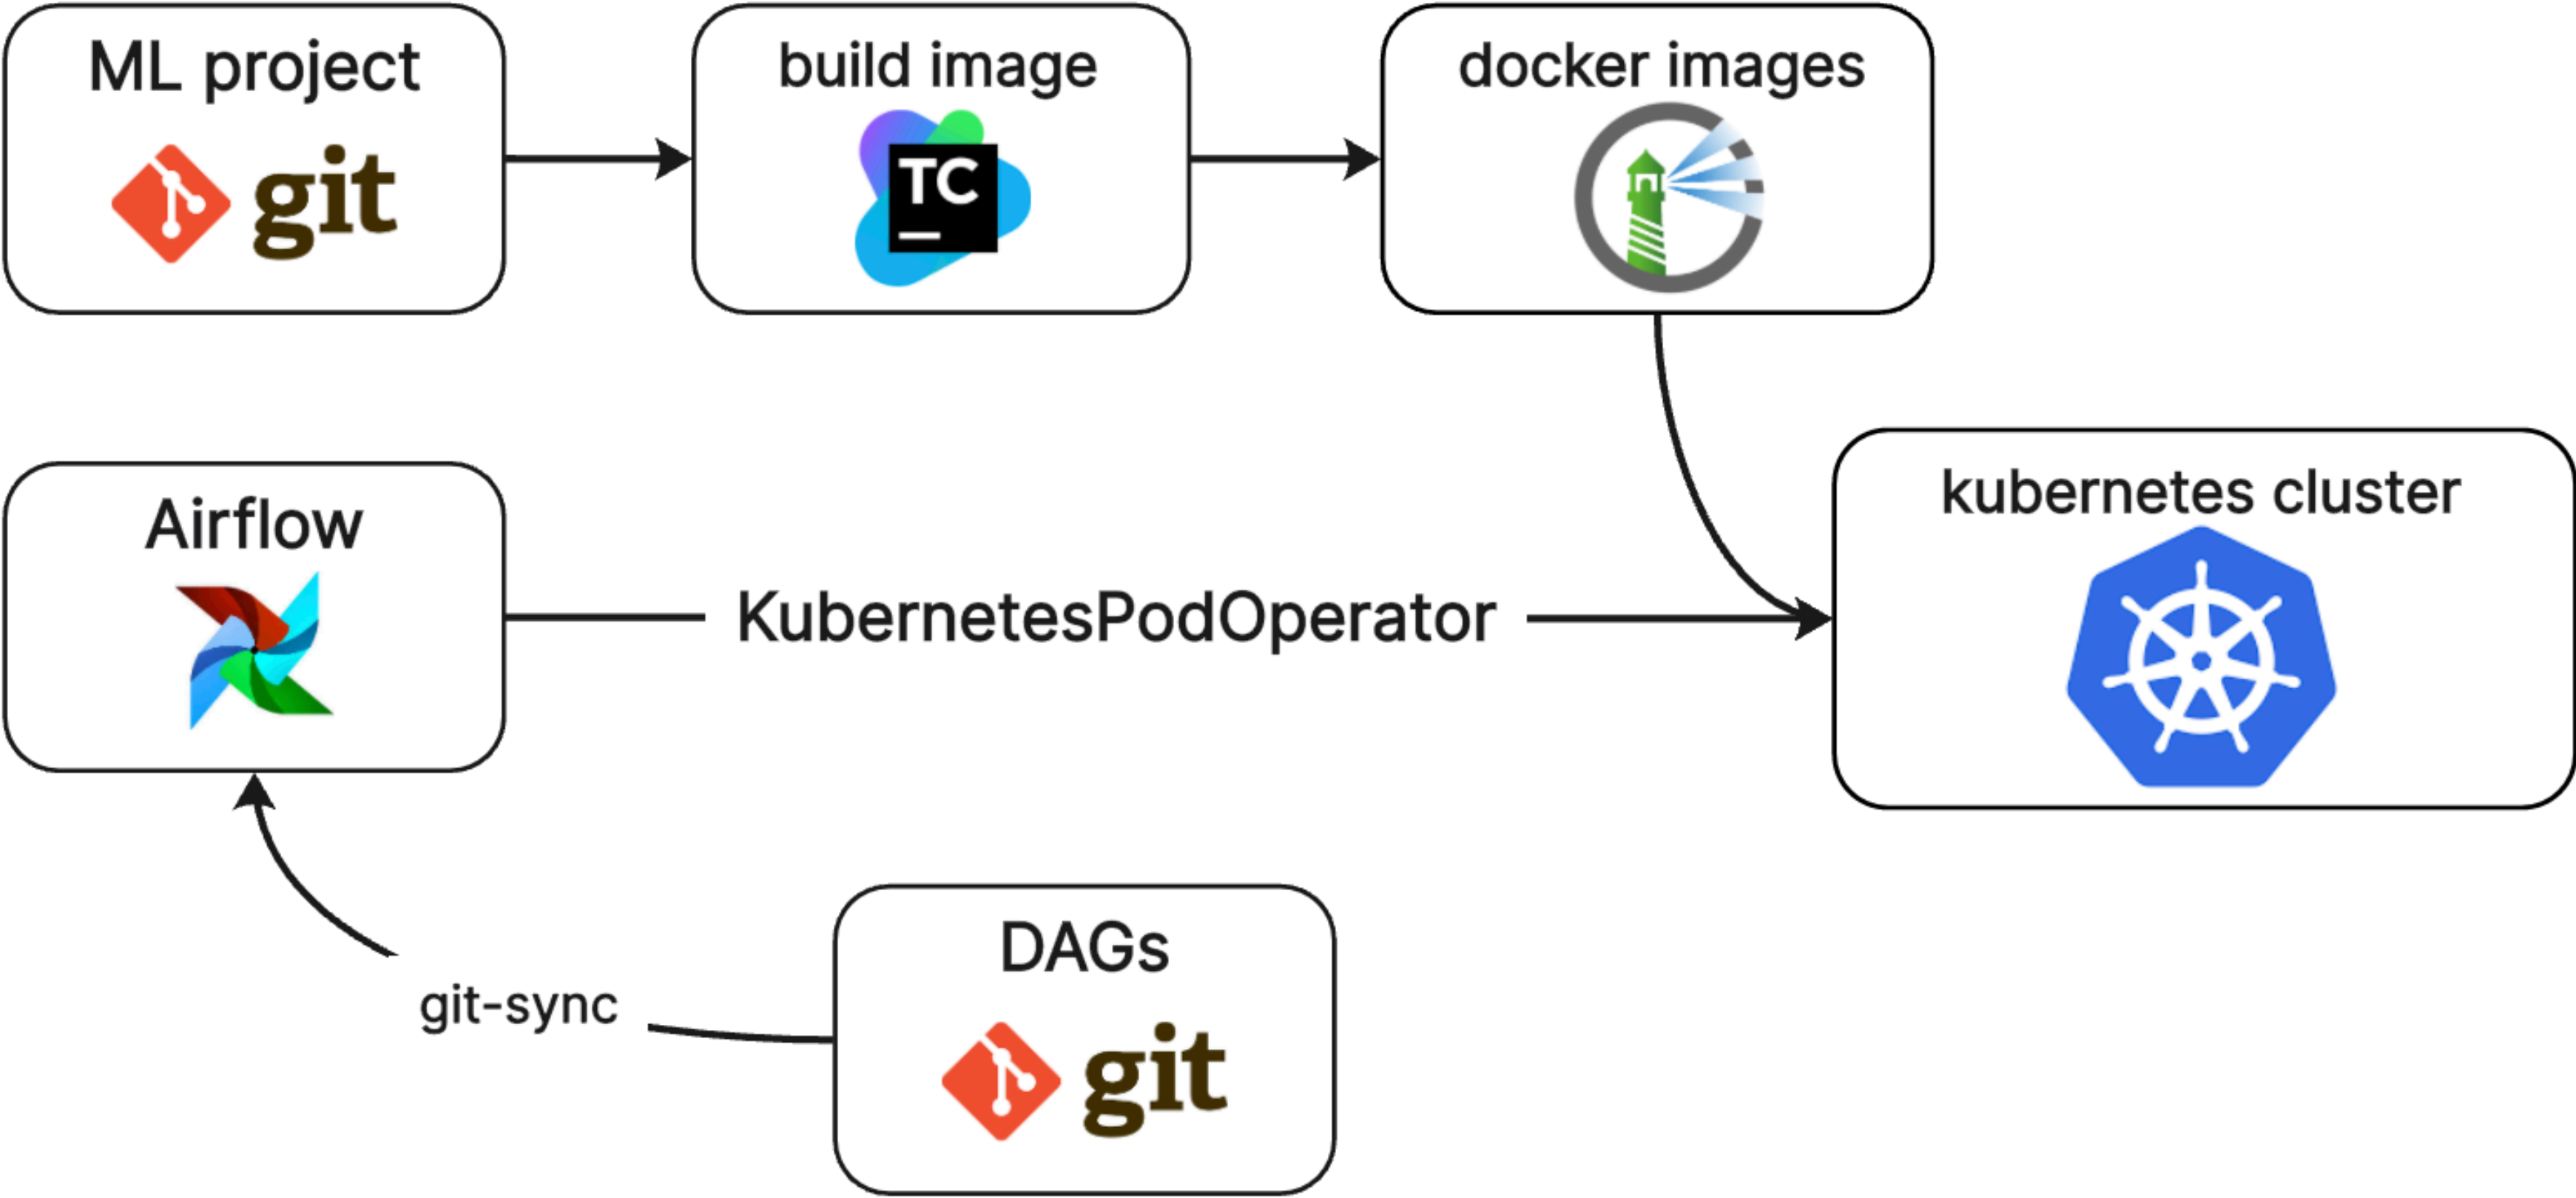 ML project
git
build image
TC
docker images
Airflow
KubernetesPodOperator
kubernetes cluster
git-sync
DAGs
git